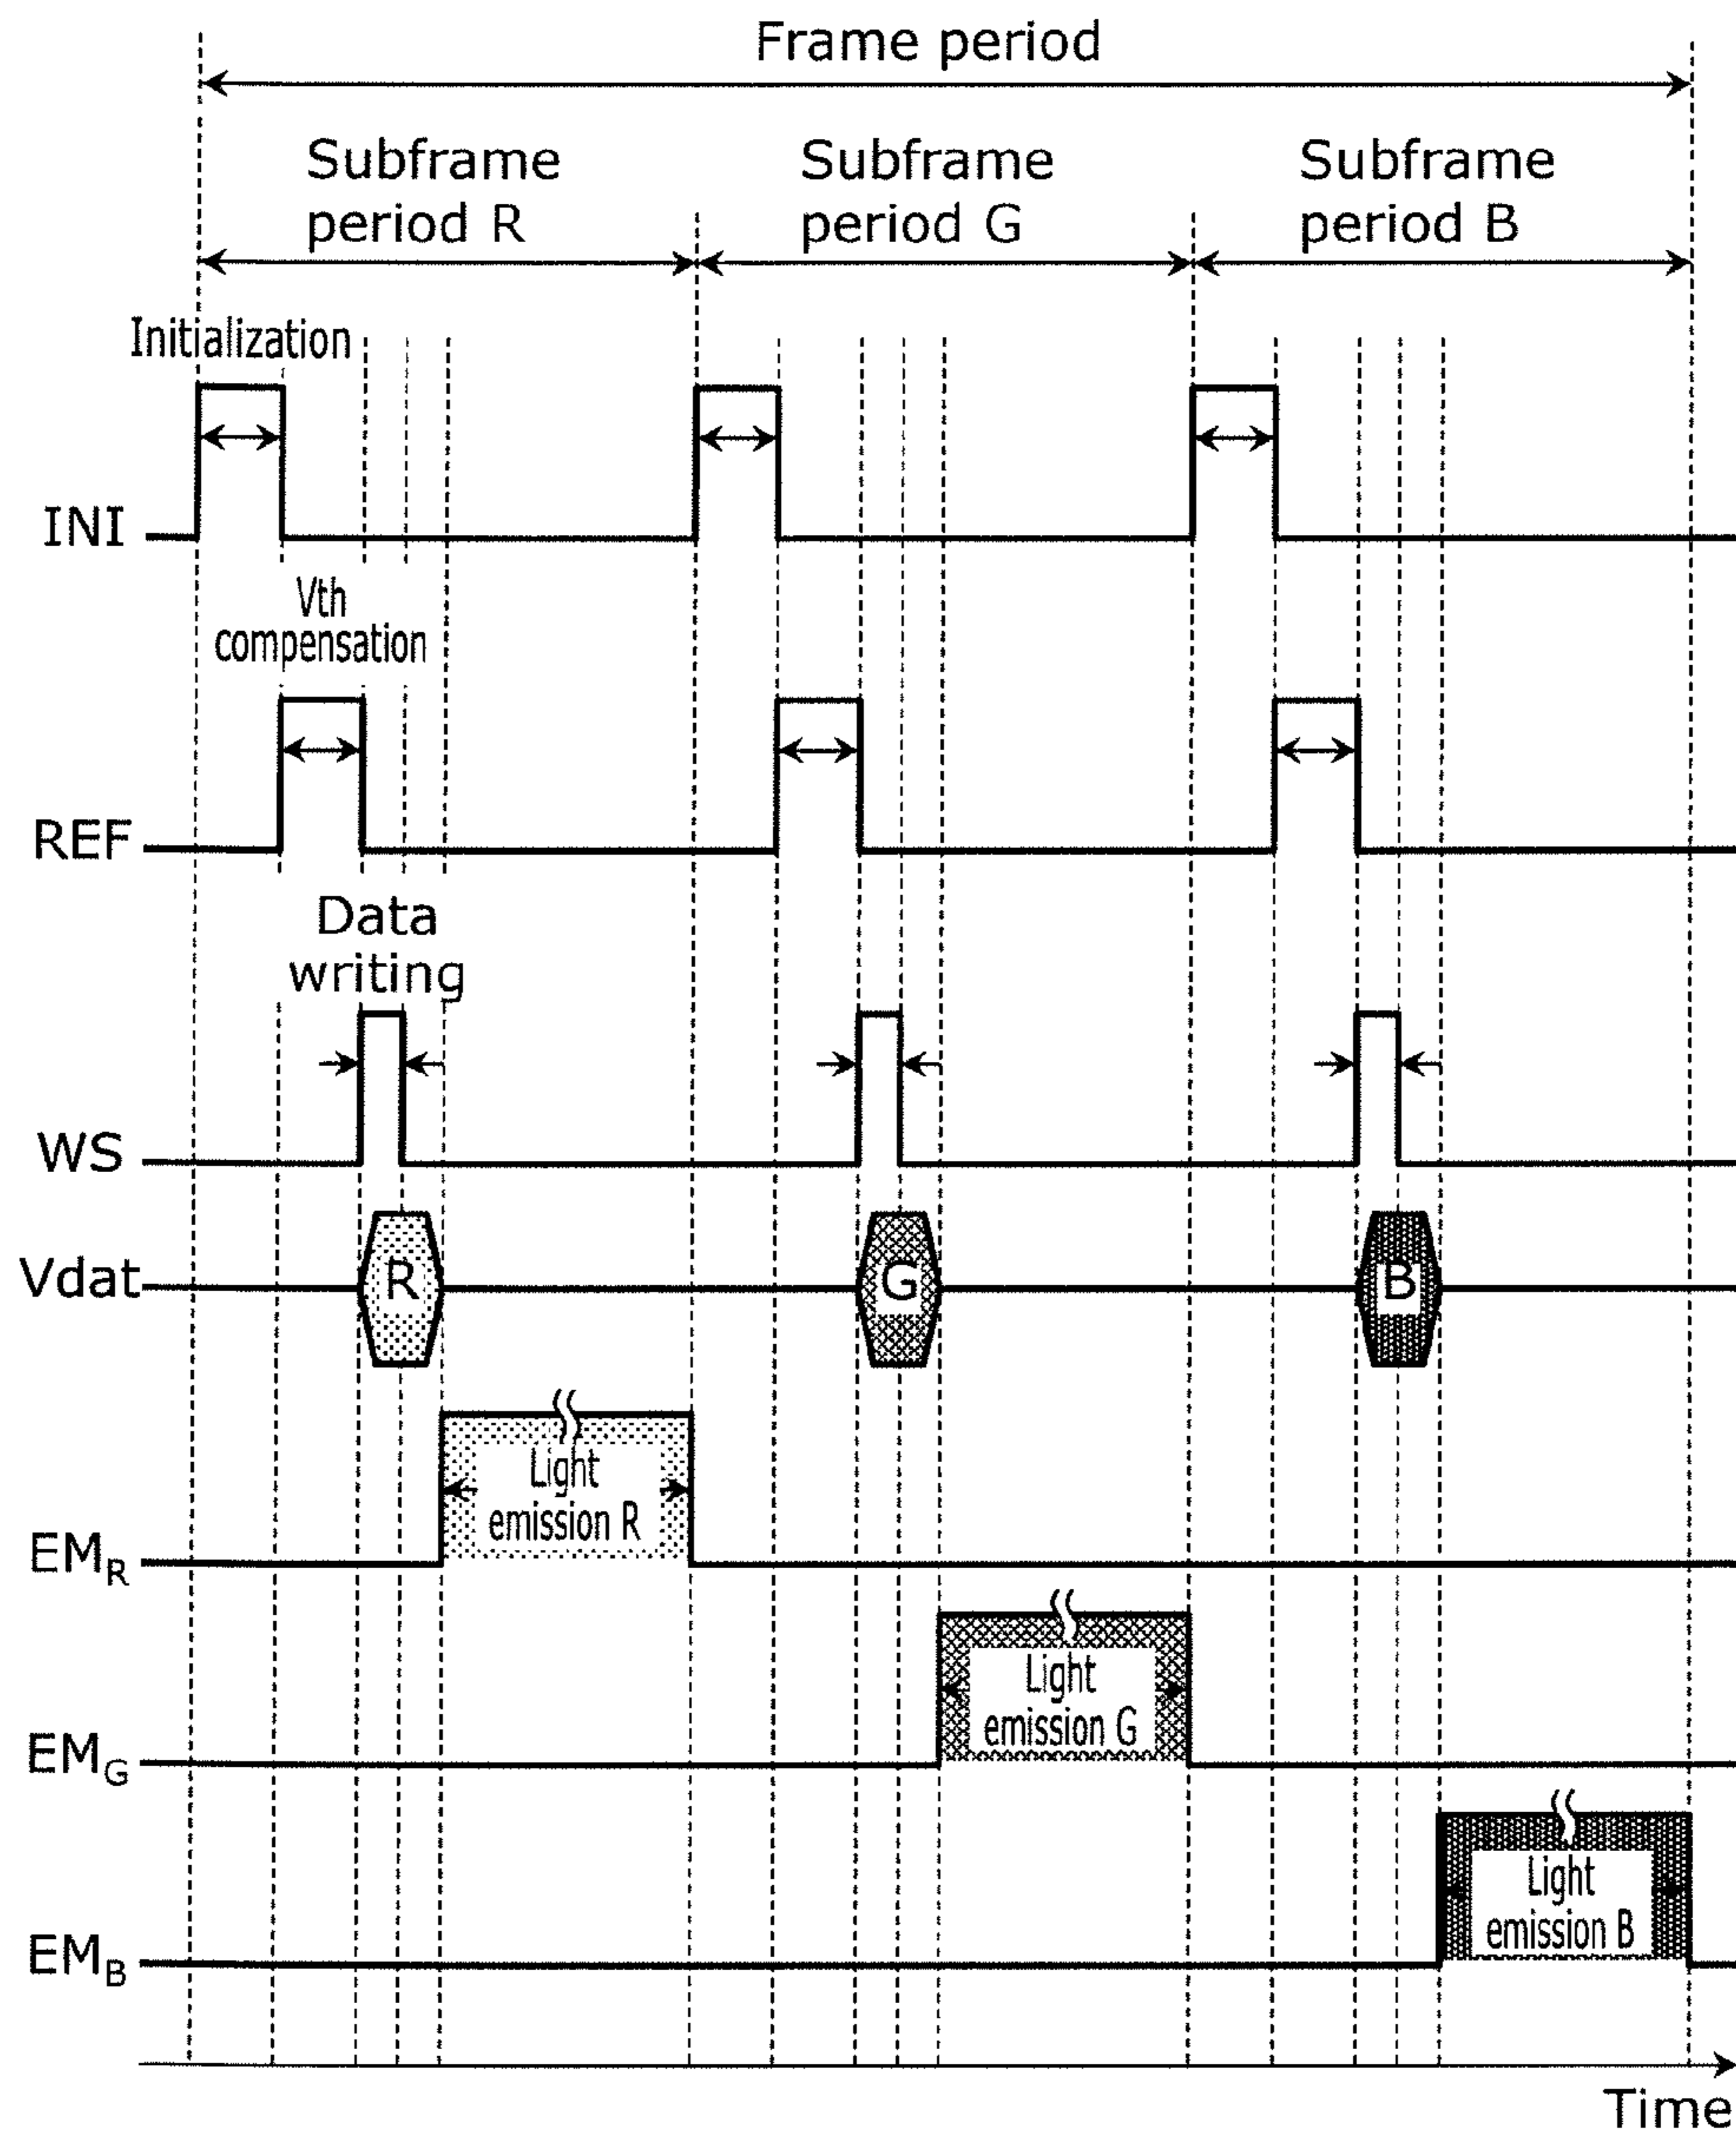 Frame period
Subframe
period R
Subframe
period G
Subframe
period B
Initialization
INI
Vth
compensation
REF
Data
writing
WS
Vdat
R
G
B
Light
emission R
EMR
Light
emission G
EMG
Light
emission B
EMB
Time